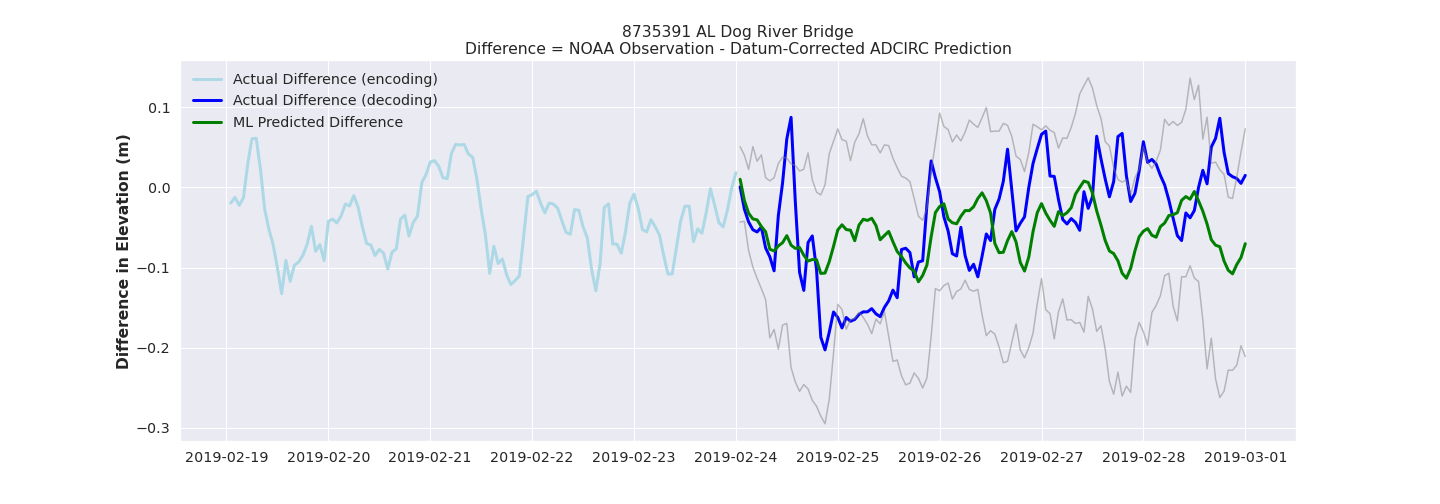 8735391 AL Dog River Bridge
Difference = NOAA Observation - Datum-Corrected ADCIRC Prediction
Actual Difference (encoding)
Actual Difference (decoding)
ML Predicted Difference
Difference in Elevation (m)
0.1
0.0
−0.1
−0.2
−0.3
2019-02-19 2019-02-20 2019-02-21 2019-02-22 2019-02-23 2019-02-24 2019-02-25 2019-02-26 2019-02-27 2019-02-28 2019-03-01